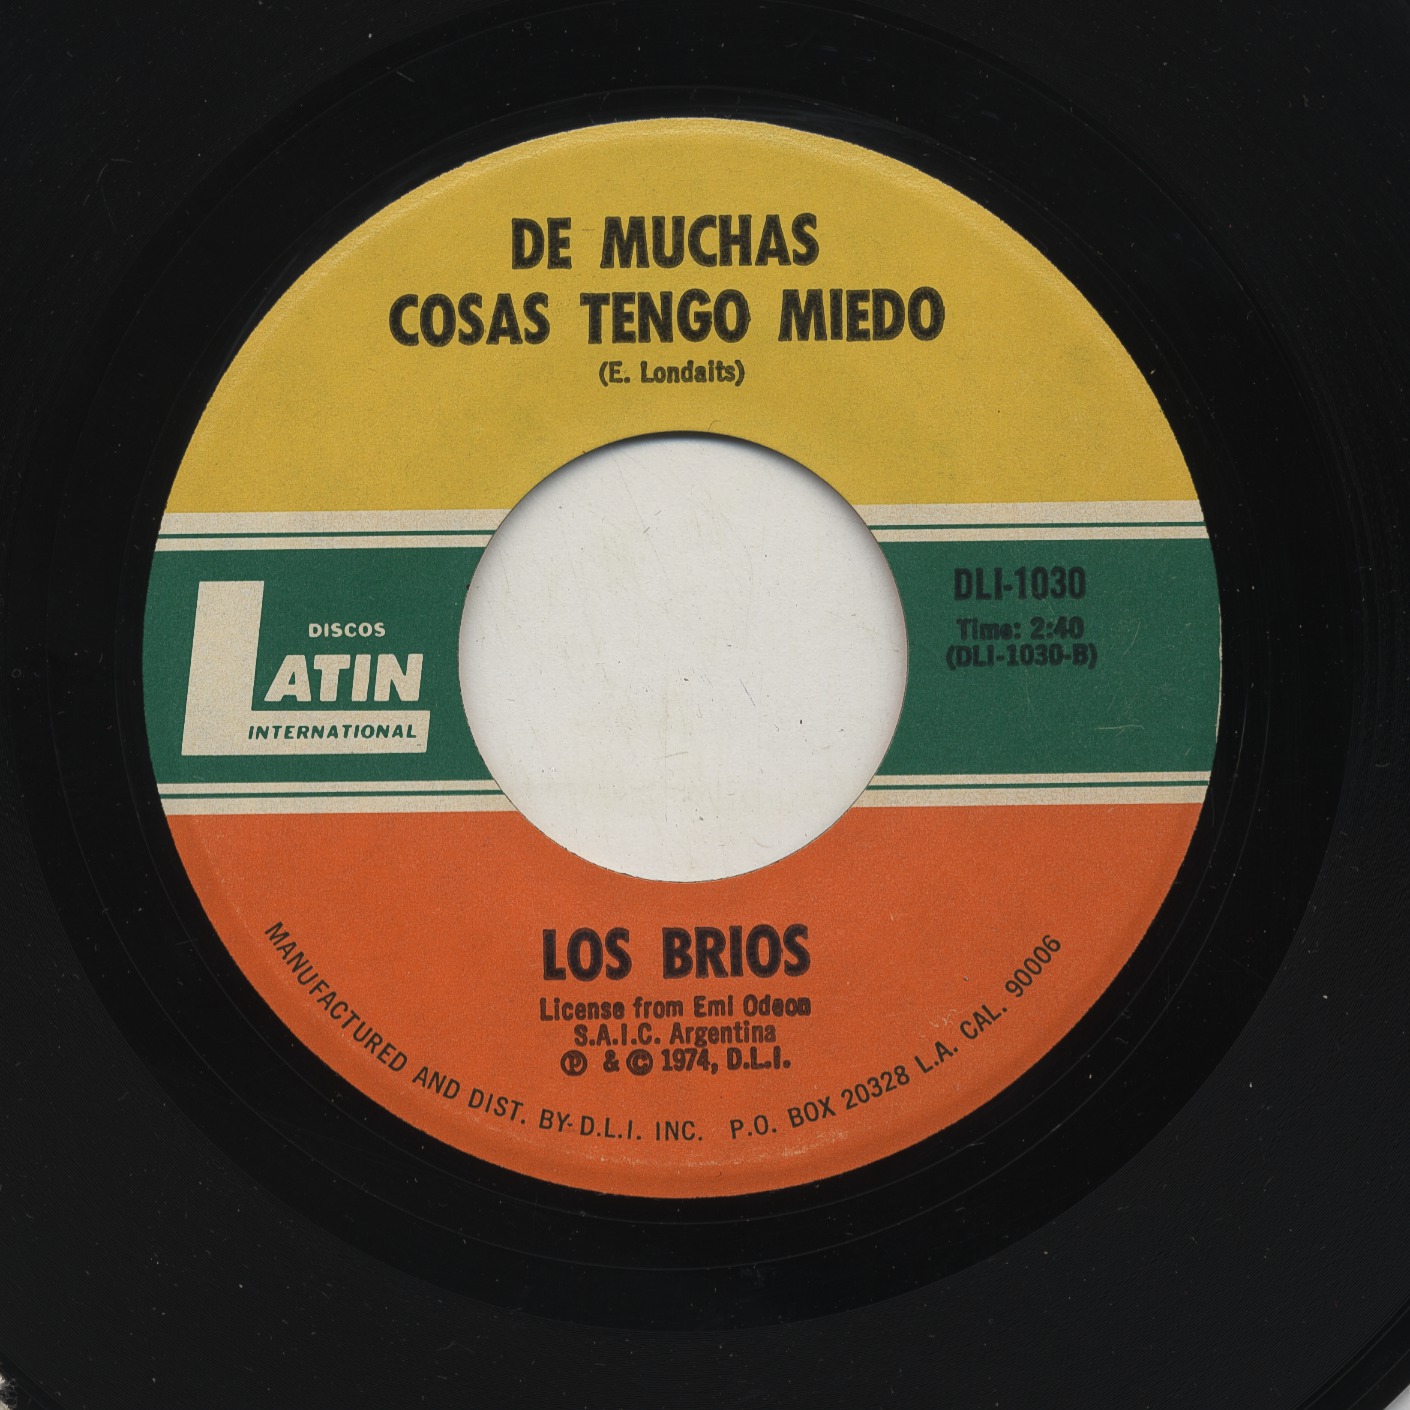 DE MUCHAS
COSAS TENGO MIEDO
(E. Londaits)
DISCOS
LATIN
INTERNATIONAL
DLI-1030
Time: 2:40
(DLI-1030-B)
LOS BRIOS
License from Emi Odeon
S.A.I.C. Argentina
Ⓟ & © 1974, D.L.I.
MANUFACTURED AND DIST. BY- D.L.I. INC. P.O. BOX 20328 L.A. CAL. 90006